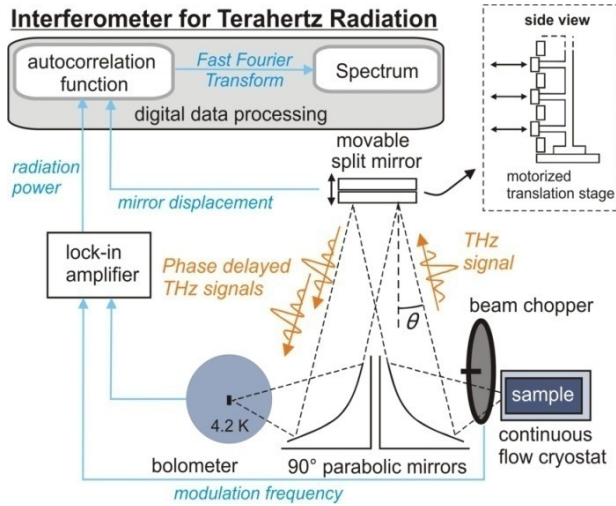 Interferometer for Terahertz Radiation
side view
autocorrelation
function
Fast Fourier
Transform
Spectrum
digital data processing
motorized
translation stage
movable
split mirror
radiation
power
mirror displacement
lock-in
amplifier
Phase delayed
THz signals
THz
signal
θ
beam chopper
sample
4.2 K
continuous
flow cryostat
bolometer
90° parabolic mirrors
modulation frequency